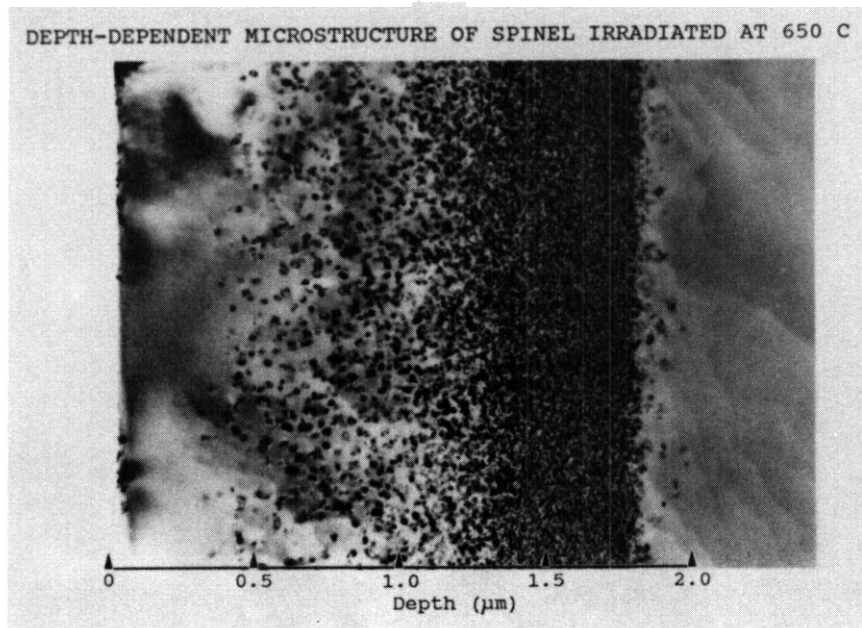 DEPTH-DEPENDENT MICROSTRUCTURE OF SPINEL IRRADIATED AT 650 C
0 0.5 1.0 1.5 2.0
Depth (μm)